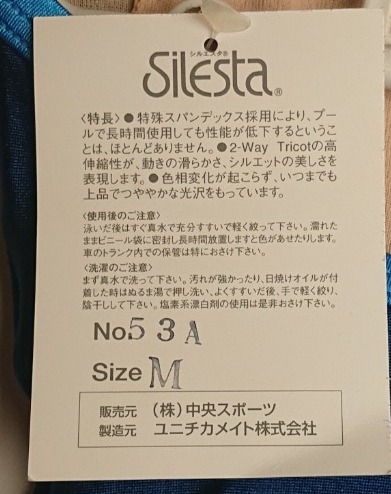 シルエスタ®
Silesta®
〈特長〉●特殊スパンデックス採用により、プー
ルで長時間使用しても性能が低下するというこ
とは、ほとんどありません。●2-Way Tricotの高
伸縮性が、動きの滑らかさ、シルエットの美しさを
表現します。●色相変化が起こらず、いつまでも
上品でつややかな光沢をもっています。
〈使用後のご注意〉
泳いだ後はすぐ真水で充分すすいで軽く絞って下さい。濡れた
ままビニール袋に密封し長時間放置しますと色があせたりします。
車のトランク内での保管は特におさけ下さい。
〈洗濯のご注意〉
まず真水で洗って下さい。汚れが強かったり、日焼けオイルが付
着した時はぬるま湯で押し洗い、よくすすいだ後、手で軽く絞り、
陰干しして下さい。塩素系漂白剤の使用は是非おさけ下さい。
No.53A
Size M
販売元 (株)中央スポーツ
製造元 ユニチカメイト株式会社